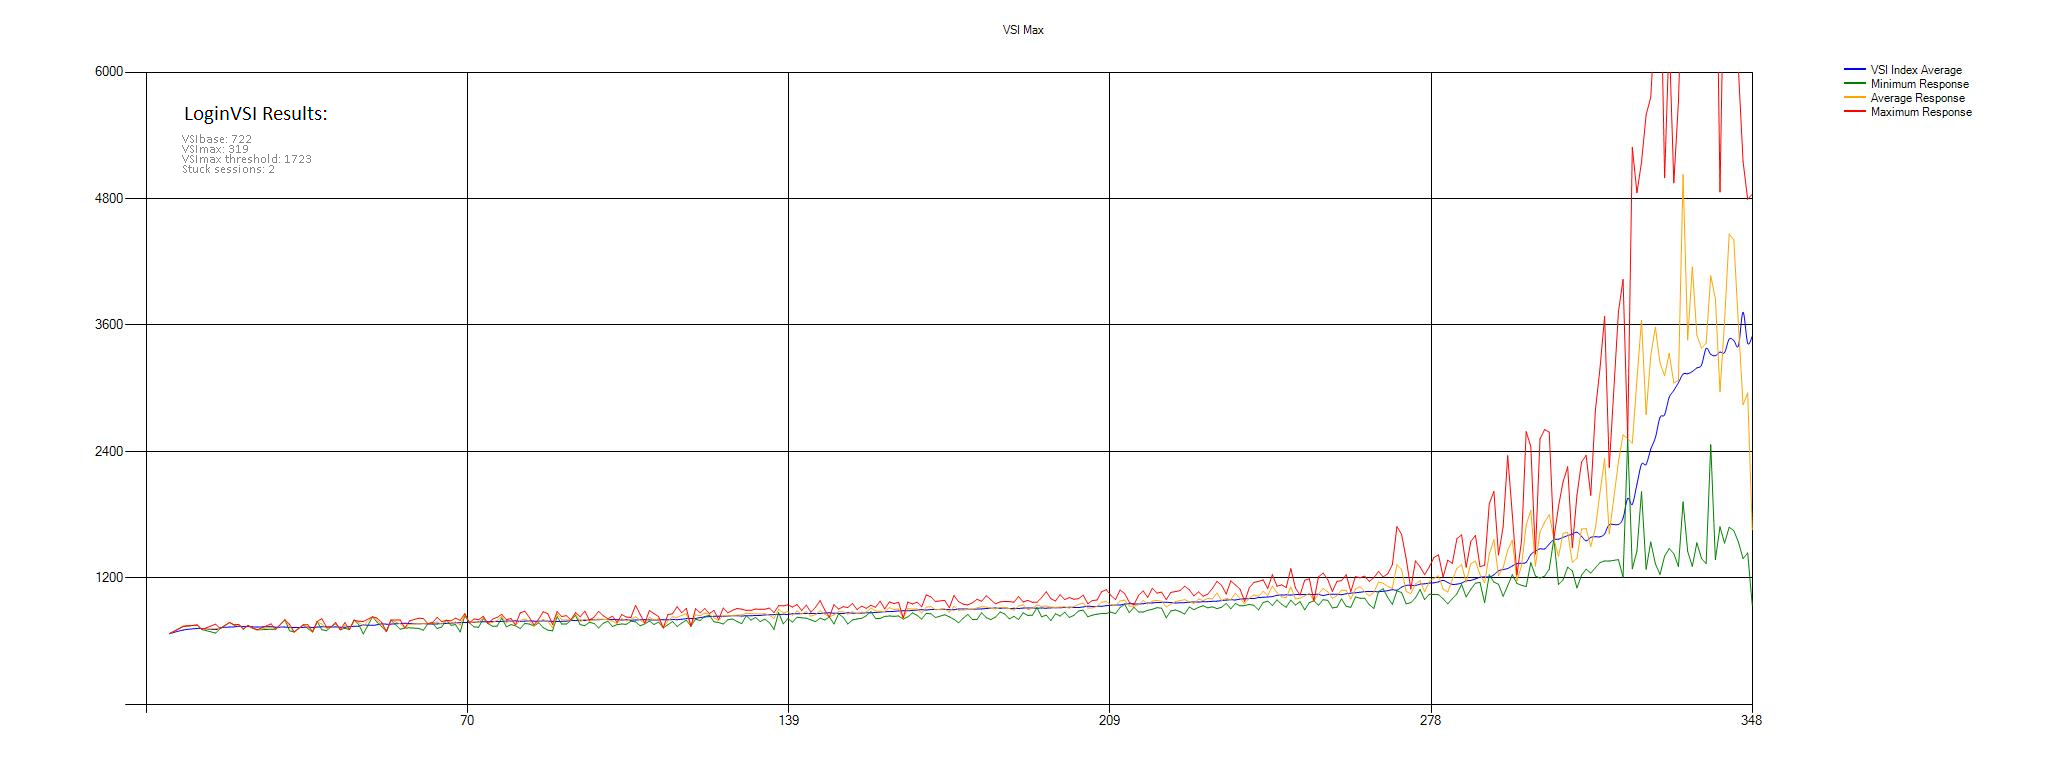 VSI Max
6000
4800
3600
2400
1200
LoginVSI Results:
VSIbase: 722
VSImax: 319
VSImax threshold: 1723
Stuck sessions: 2
VSI Index Average
Minimum Response
Average Response
Maximum Response
70 139 209 278 348